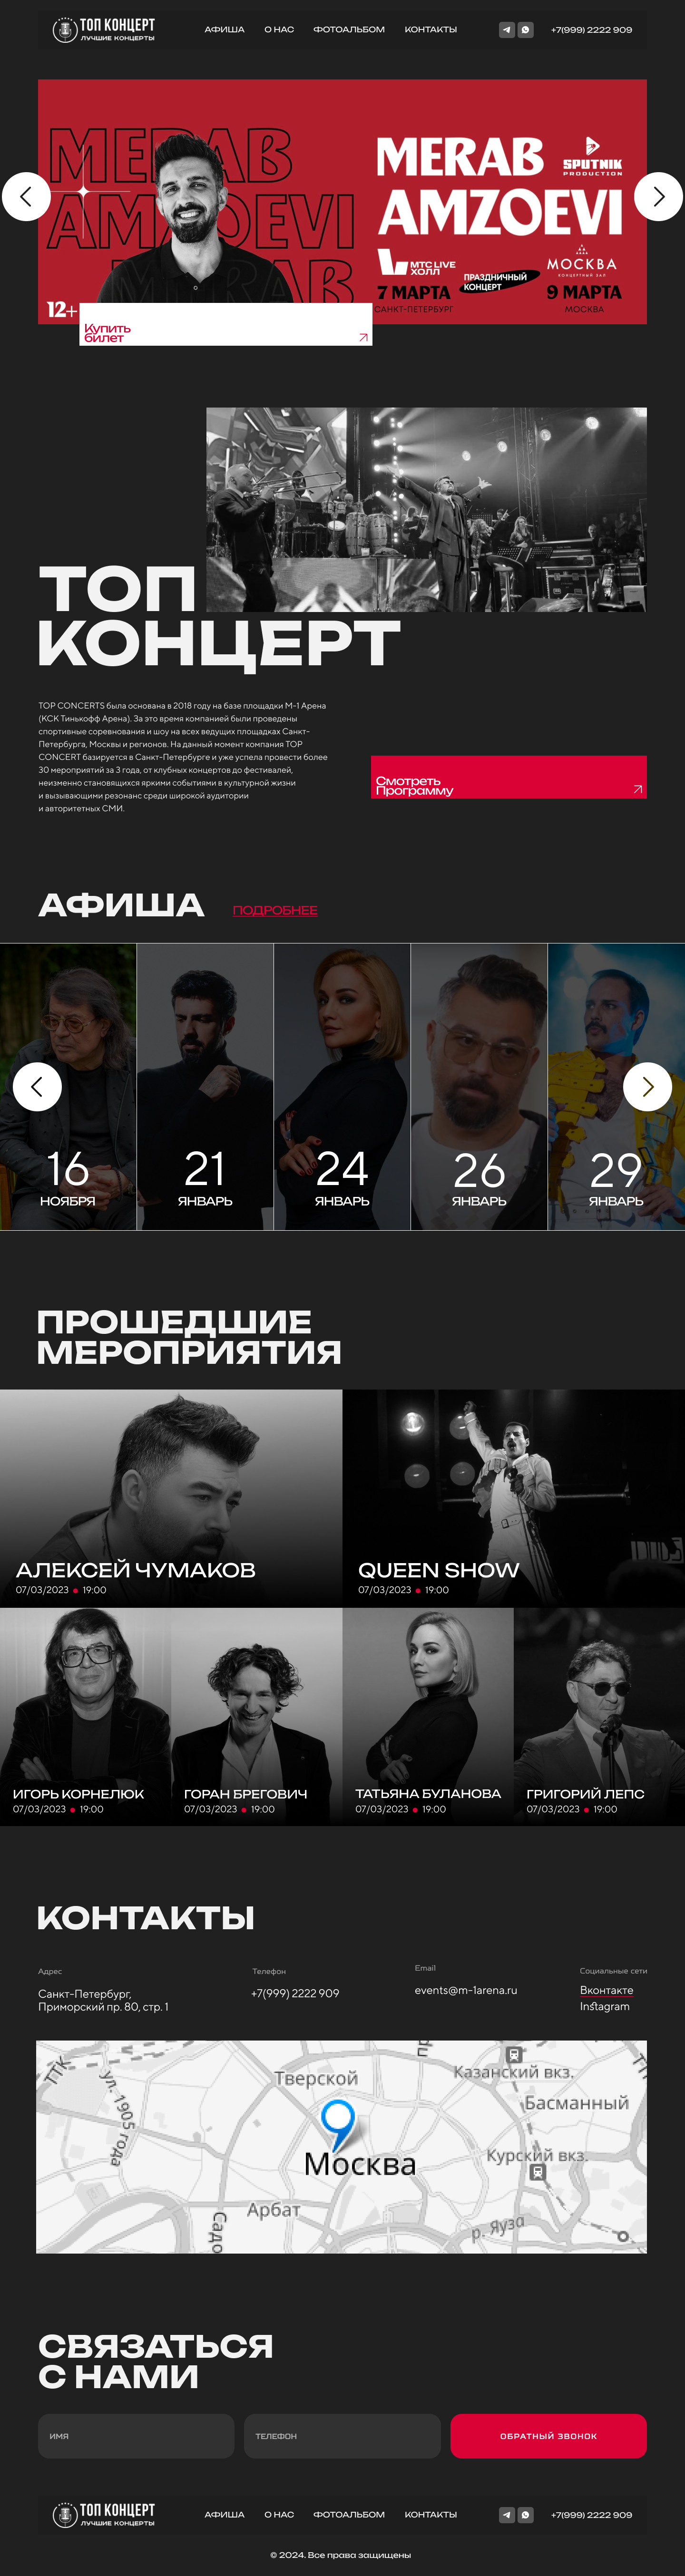 ТОП КОНЦЕРТ
ЛУЧШИЕ КОНЦЕРТЫ
АФИША
О НАС
ФОТОАЛЬБОМ
КОНТАКТЫ
+7(999) 2222 909
MERAB
AMZOEVI
MERAB
MERAB
AMZOEVI
SPUTNIK
PRODUCTION
МТС LIVE
ХОЛЛ
МОСКВА
КОНЦЕРТНЫЙ ЗАЛ
ПРАЗДНИЧНЫЙ
КОНЦЕРТ
7 МАРТА
САНКТ-ПЕТЕРБУРГ
9 МАРТА
МОСКВА
12+
Купить
билет
ТОП
КОНЦЕРТ
TOP CONCERTS была основана в 2018 году на базе площадки М-1 Арена
(КСК Тинькофф Арена). За это время компанией были проведены
спортивные соревнования и шоу на всех ведущих площадках Санкт-
Петербурга, Москвы и регионов. На данный момент компания TOP
CONCERT базируется в Санкт-Петербурге и уже успела провести более
30 мероприятий за 3 года, от клубных концертов до фестивалей,
неизменно становящихся яркими событиями в культурной жизни
и вызывающими резонанс среди широкой аудитории
и авторитетных СМИ.
Смотреть
Программу
АФИША
ПОДРОБНЕЕ
16
НОЯБРЯ
21
ЯНВАРЬ
24
ЯНВАРЬ
26
ЯНВАРЬ
29
ЯНВАРЬ
ПРОШЕДШИЕ
МЕРОПРИЯТИЯ
АЛЕКСЕЙ ЧУМАКОВ
07/03/2023 19:00
QUEEN SHOW
07/03/2023 19:00
ИГОРЬ КОРНЕЛЮК
07/03/2023 19:00
ГОРАН БРЕГОВИЧ
07/03/2023 19:00
ТАТЬЯНА БУЛАНОВА
07/03/2023 19:00
ГРИГОРИЙ ЛЕПС
07/03/2023 19:00
КОНТАКТЫ
Адрес
Санкт-Петербург,
Приморский пр. 80, стр. 1
Телефон
+7(999) 2222 909
Email
events@m-1arena.ru
Социальные сети
Вконтакте
Instagram
ТТК
ул. 1905 года
Тверской
Казанский вкз.
Басманный
Москва
Курский вкз.
Арбат
Садо
р. Яуза
СВЯЗАТЬСЯ
С НАМИ
ИМЯ
ТЕЛЕФОН
ОБРАТНЫЙ ЗВОНОК
ТОП КОНЦЕРТ
ЛУЧШИЕ КОНЦЕРТЫ
АФИША
О НАС
ФОТОАЛЬБОМ
КОНТАКТЫ
+7(999) 2222 909
© 2024. Все права защищены